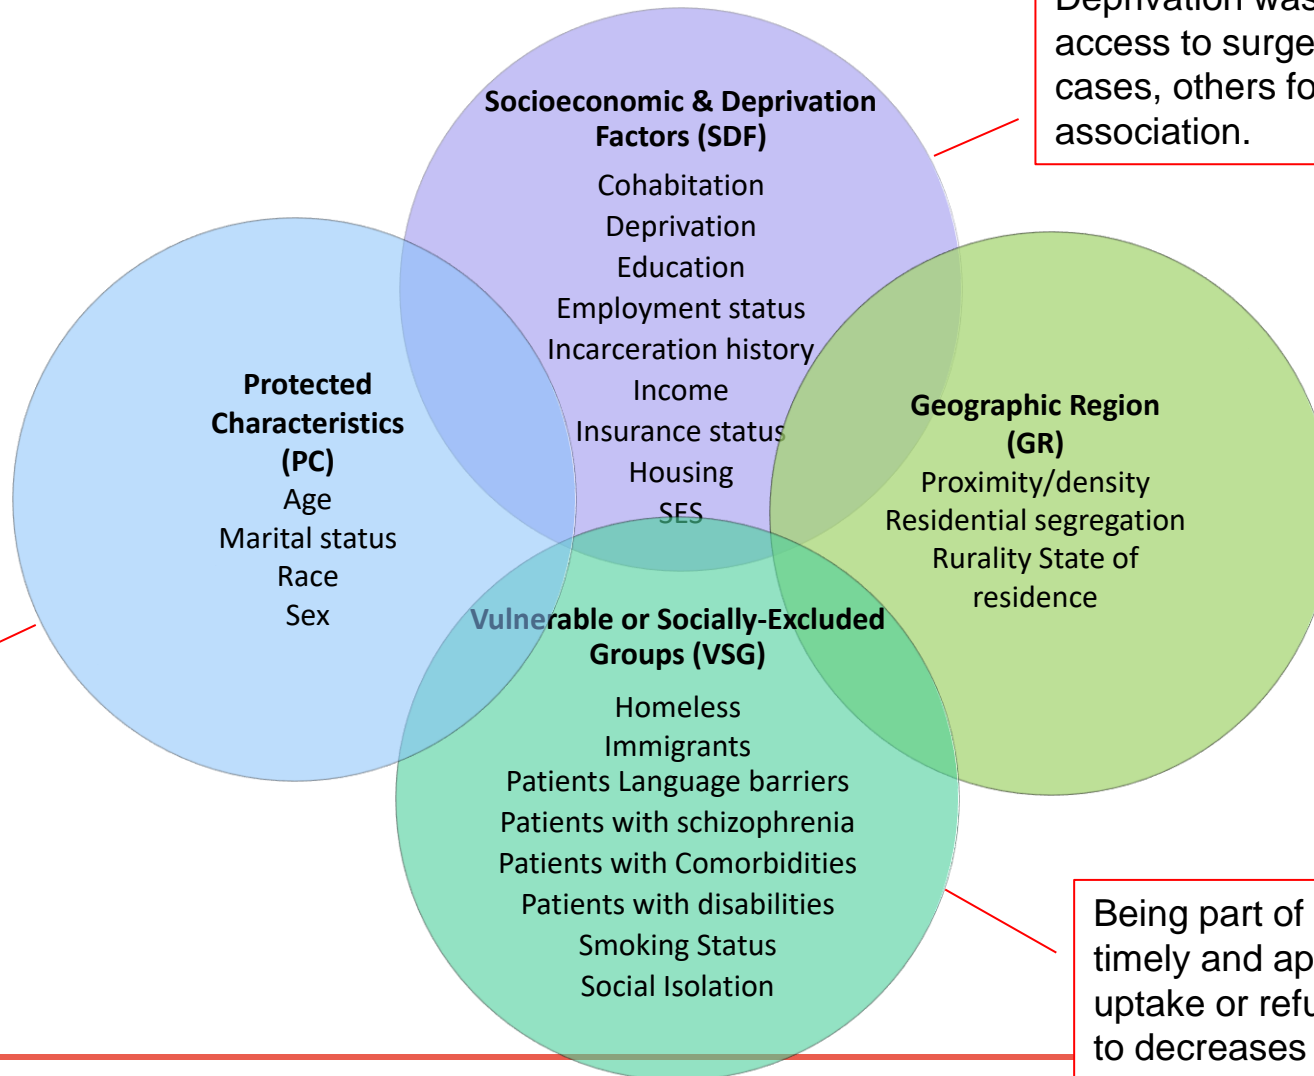 Deprivation was
access to surge
cases, others fo
association.
Socioeconomic & Deprivation
Factors (SDF)
Cohabitation
Deprivation
Education
Employment status
Incarceration history
Income
Insurance status
Housing
SES
Protected
Characteristics
(PC)
Age
Marital status
Race
Sex
Geographic Region
(GR)
Proximity/density
Residential segregation
Rurality State of
residence
Vulnerable or Socially-Excluded
Groups (VSG)
Homeless
Immigrants
Patients Language barriers
Patients with schizophrenia
Patients with Comorbidities
Patients with disabilities
Smoking Status
Social Isolation
Being part of
timely and ap
uptake or refu
to decreases